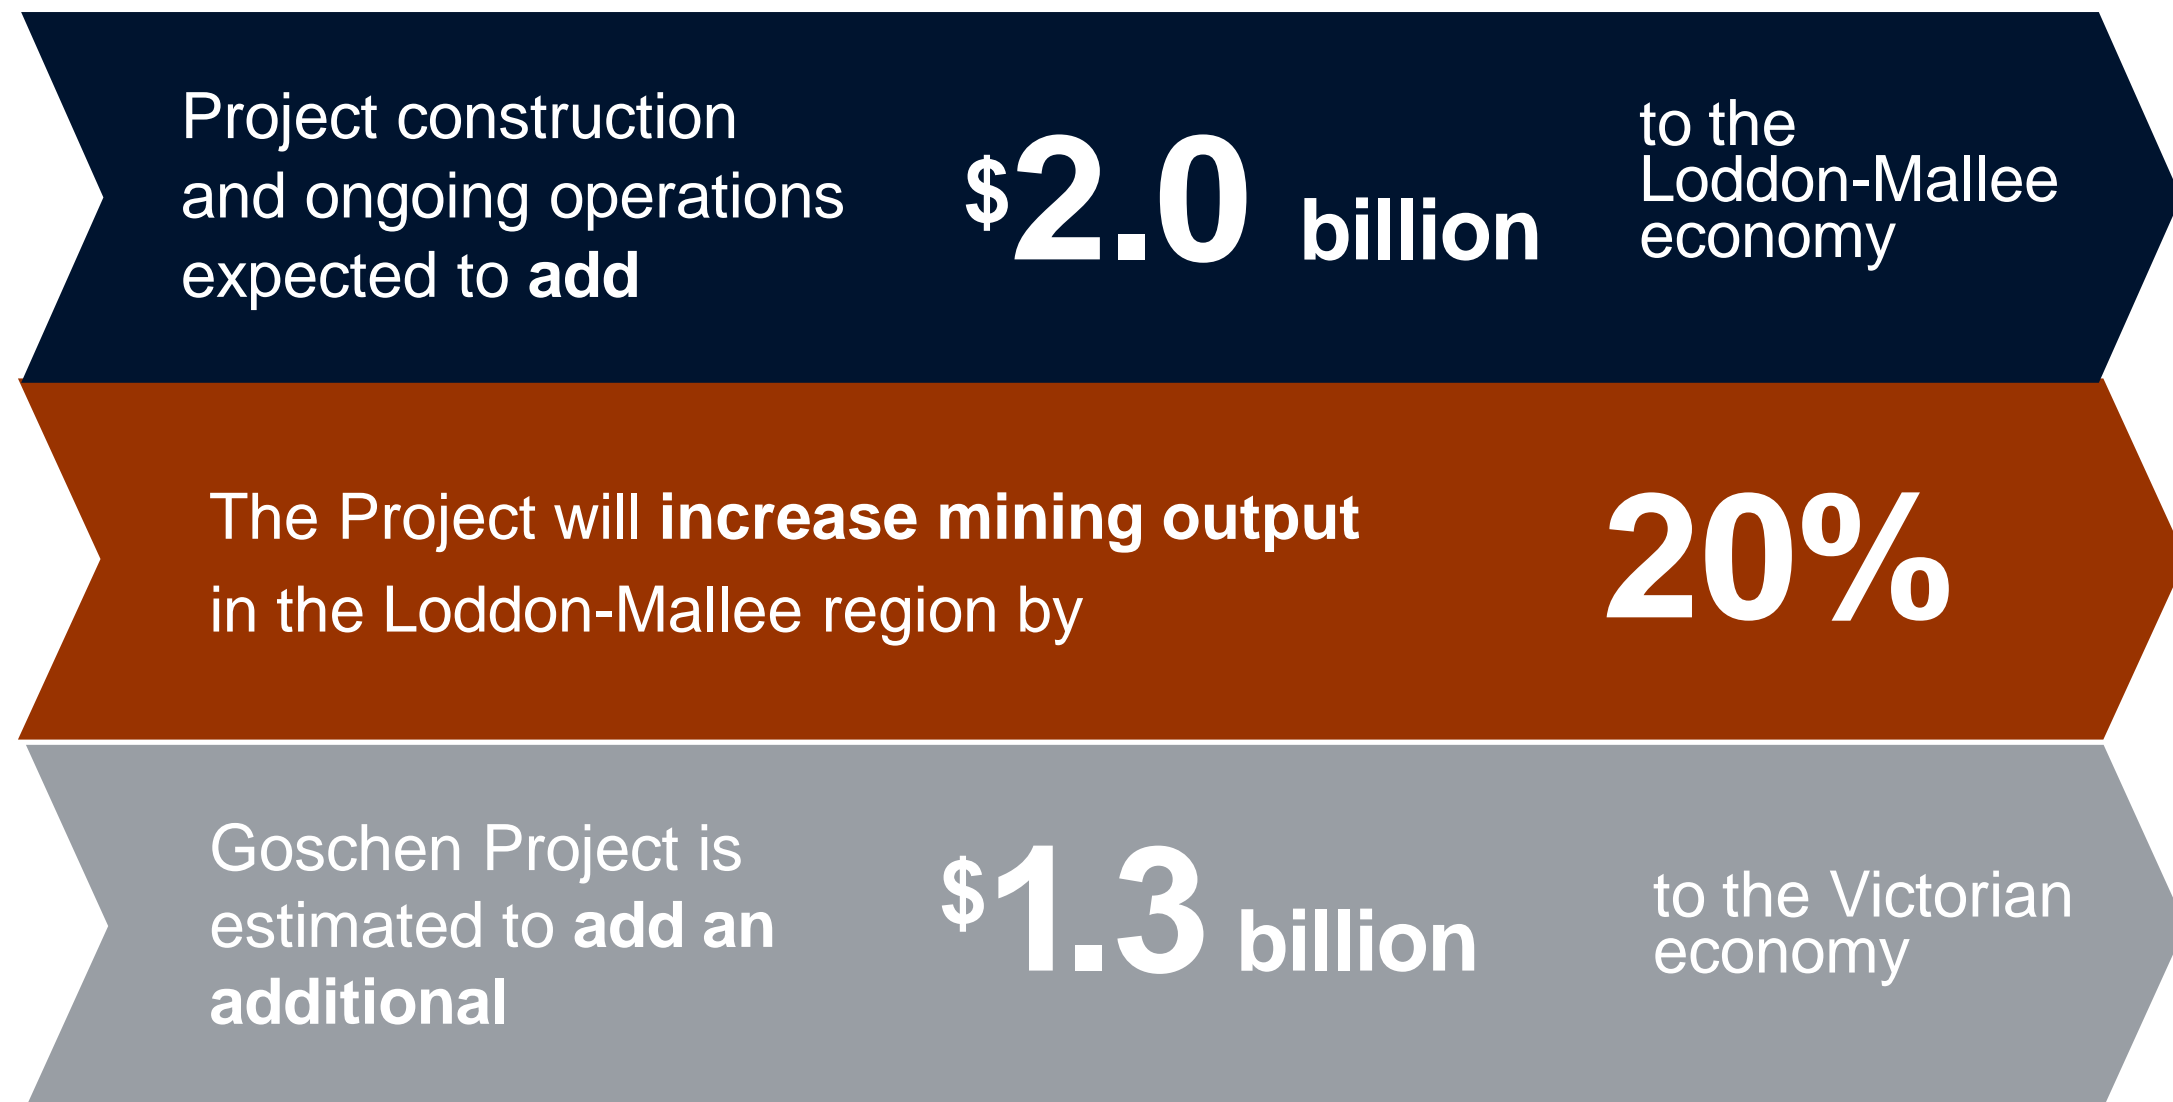 Project construction
and ongoing operations
expected to add
$2.0 billion
to the
Loddon-Mallee
economy
The Project will increase mining output
in the Loddon-Mallee region by
20%
Goschen Project is
estimated to add an
additional
$1.3 billion
to the Victorian
economy